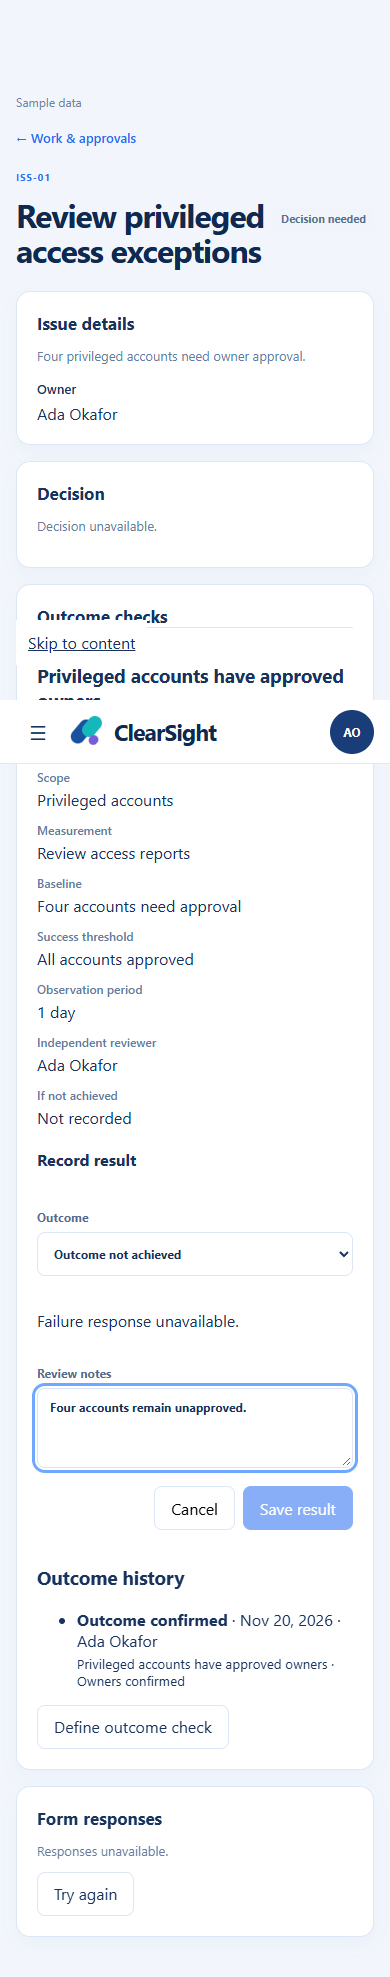 Sample data
← Work & approvals
ISS-01
Review privileged
access exceptions
Decision needed
Issue details
Four privileged accounts need owner approval.
Owner
Ada Okafor
Decision
Decision unavailable.
Outcome checks
Skip to content
Privileged accounts have approved
owners
☰ ClearSight AO
Scope
Privileged accounts
Measurement
Review access reports
Baseline
Four accounts need approval
Success threshold
All accounts approved
Observation period
1 day
Independent reviewer
Ada Okafor
If not achieved
Not recorded
Record result
Outcome
Outcome not achieved
Failure response unavailable.
Review notes
Four accounts remain unapproved.
Cancel Save result
Outcome history
• Outcome confirmed · Nov 20, 2026 ·
Ada Okafor
Privileged accounts have approved owners ·
Owners confirmed
Define outcome check
Form responses
Responses unavailable.
Try again